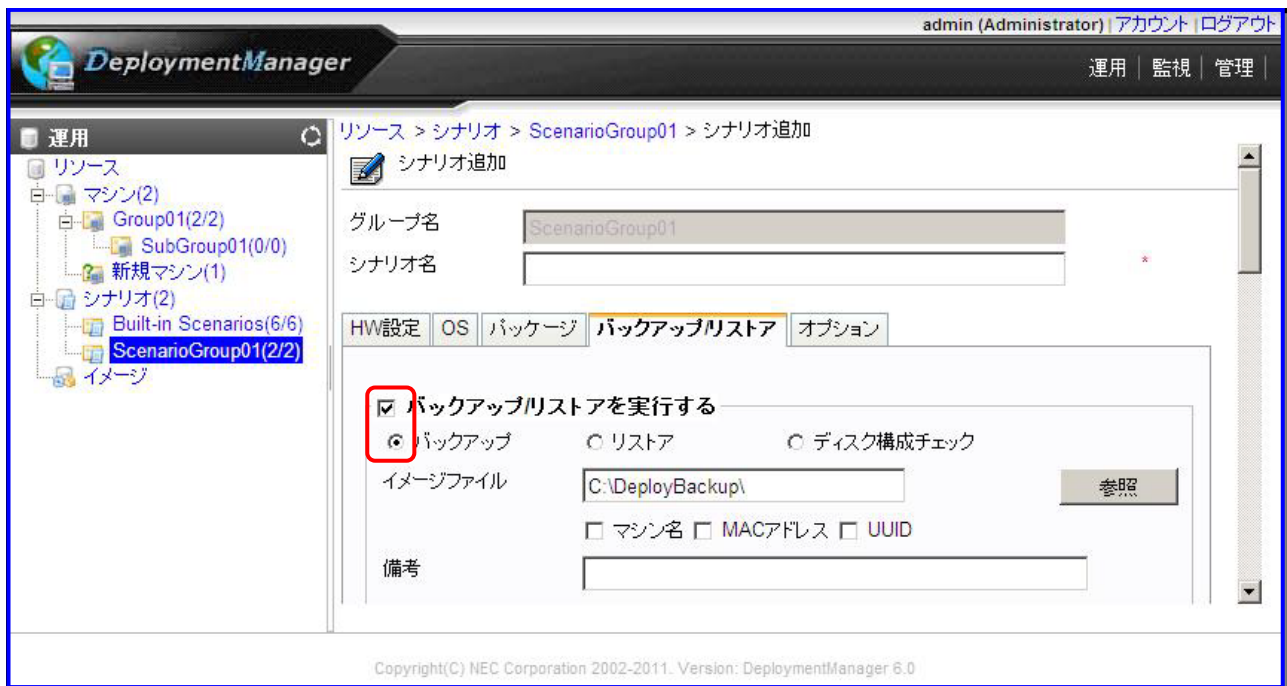 admin (Administrator) | アカウント | ログアウト
DeploymentManager
運用 | 監視 | 管理 |
運用
リソース
マシン(2)
Group01(2/2)
SubGroup01(0/0)
新規マシン(1)
シナリオ(2)
Built-in Scenarios(6/6)
ScenarioGroup01(2/2)
イメージ
リソース > シナリオ > ScenarioGroup01 > シナリオ追加
シナリオ追加
グループ名 ScenarioGroup01
シナリオ名 *
HW設定 OS パッケージ バックアップ/リストア オプション
バックアップ/リストアを実行する
バックアップ リストア ディスク構成チェック
イメージファイル C:\DeployBackup\ 参照
マシン名 MACアドレス UUID
備考
Copyright(C) NEC Corporation 2002-2011. Version: DeploymentManager 6.0